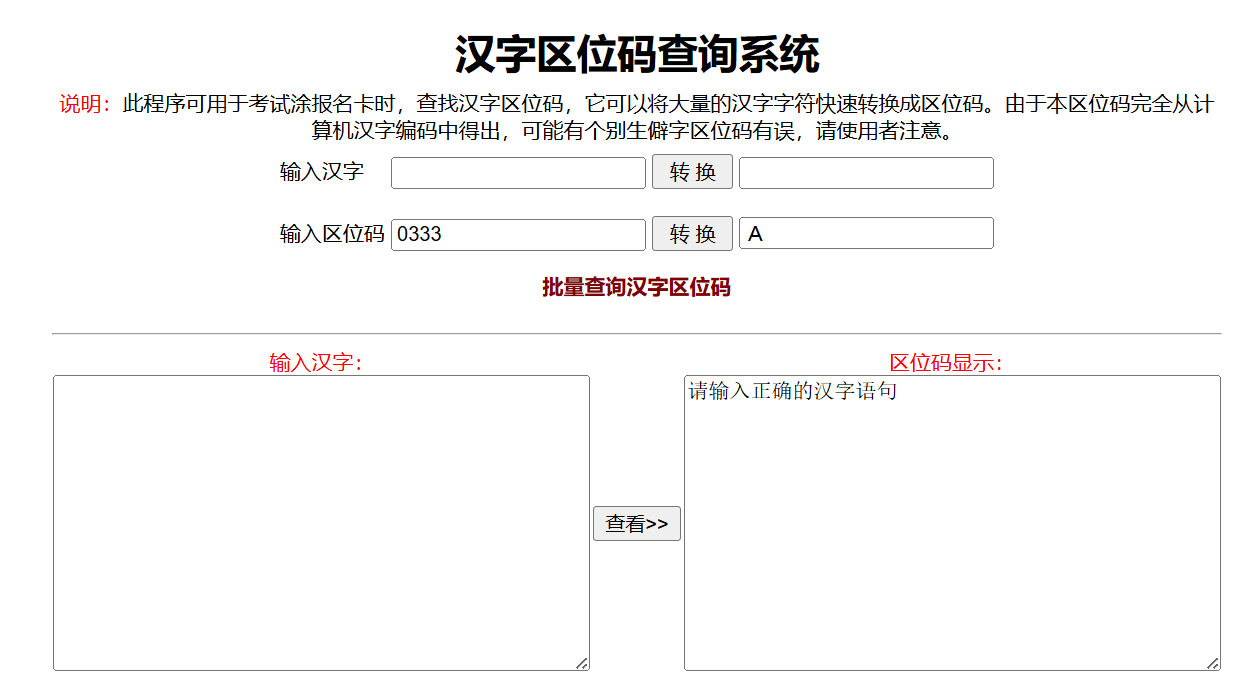 汉字区位码查询系统
说明：此程序可用于考试涂报名卡时，查找汉字区位码，它可以将大量的汉字字符快速转换成区位码。由于本区位码完全从计
算机汉字编码中得出，可能有个别生僻字区位码有误，请使用者注意。
输入汉字 转 换
输入区位码 0333 转 换 Ａ
批量查询汉字区位码
输入汉字： 区位码显示：
请输入正确的汉字语句
查看>>